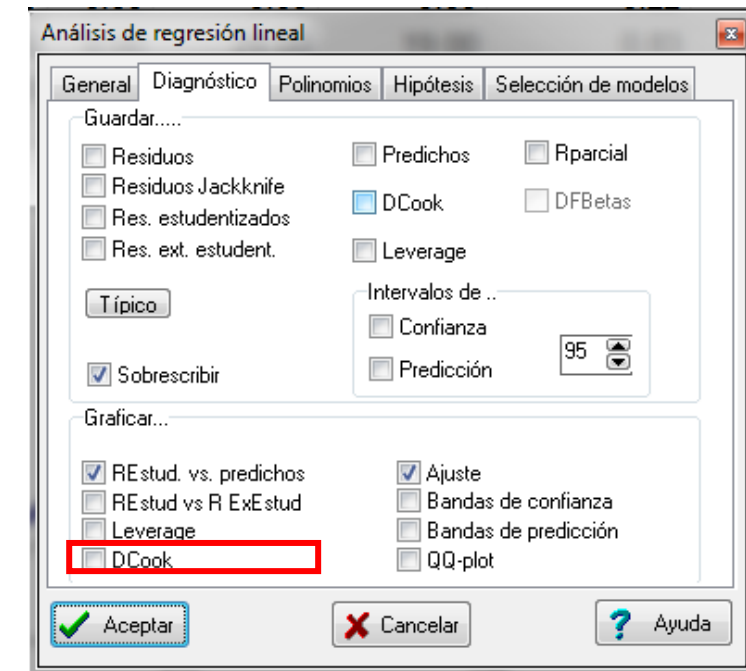 Análisis de regresión lineal
General Diagnóstico Polinomios Hipótesis Selección de modelos
Guardar.....
Residuos
Residuos Jackknife
Res. estudentizados
Res. ext. estudent.
Predichos
DCook
Leverage
Rparcial
DFBetas
Típico
Sobrescribir
Intervalos de ..
Confianza
Predicción
95
Graficar...
REstud. vs. predichos
REstud vs R ExEstud
Leverage
DCook
Ajuste
Bandas de confianza
Bandas de predicción
QQ-plot
Aceptar Cancelar Ayuda